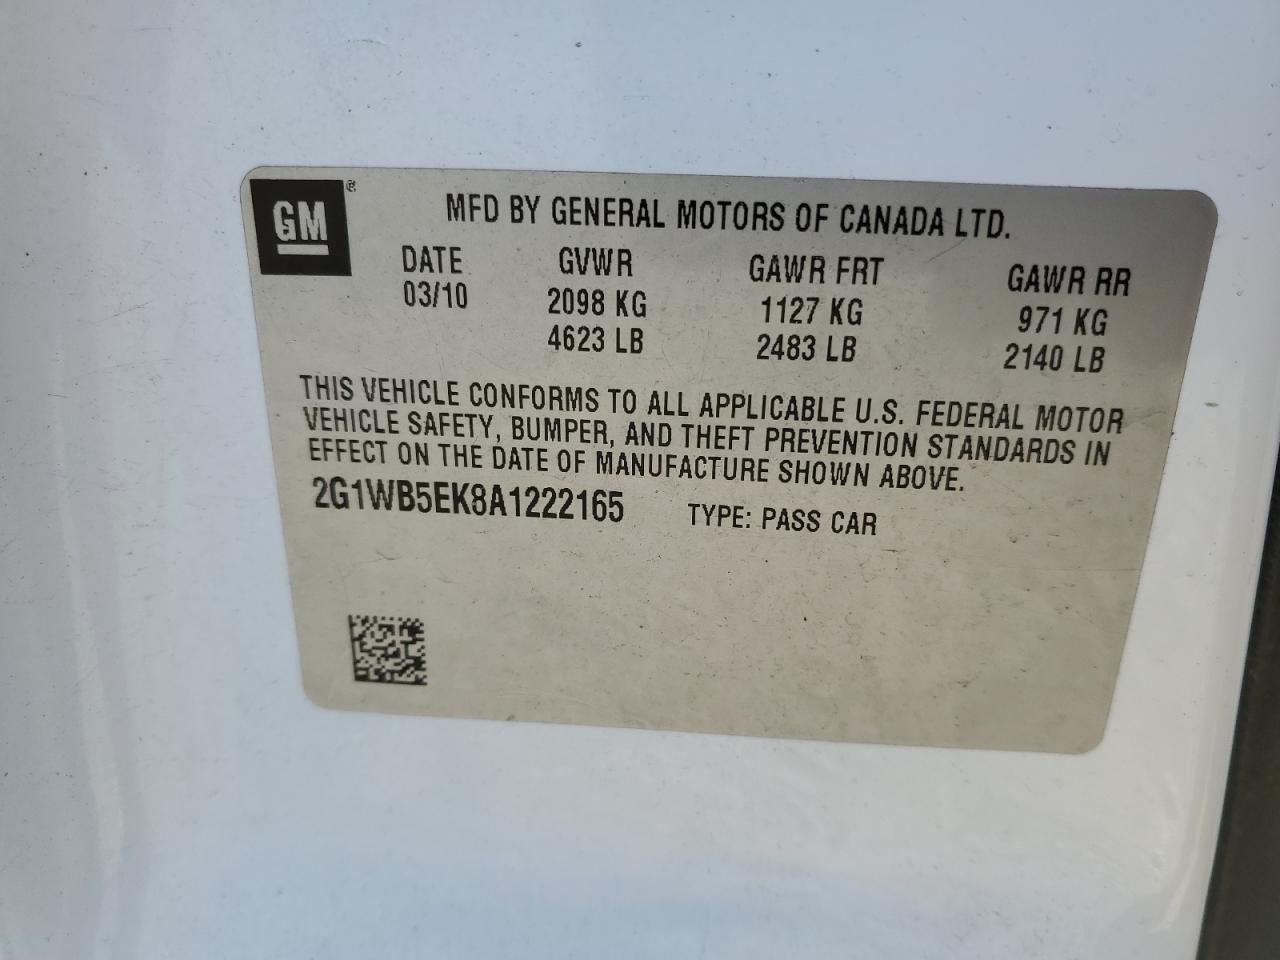 GM ®
MFD BY GENERAL MOTORS OF CANADA LTD.
DATE GVWR GAWR FRT GAWR RR
03/10 2098 KG 1127 KG 971 KG
4623 LB 2483 LB 2140 LB
THIS VEHICLE CONFORMS TO ALL APPLICABLE U.S. FEDERAL MOTOR
VEHICLE SAFETY, BUMPER, AND THEFT PREVENTION STANDARDS IN
EFFECT ON THE DATE OF MANUFACTURE SHOWN ABOVE.
2G1WB5EK8A1222165 TYPE: PASS CAR